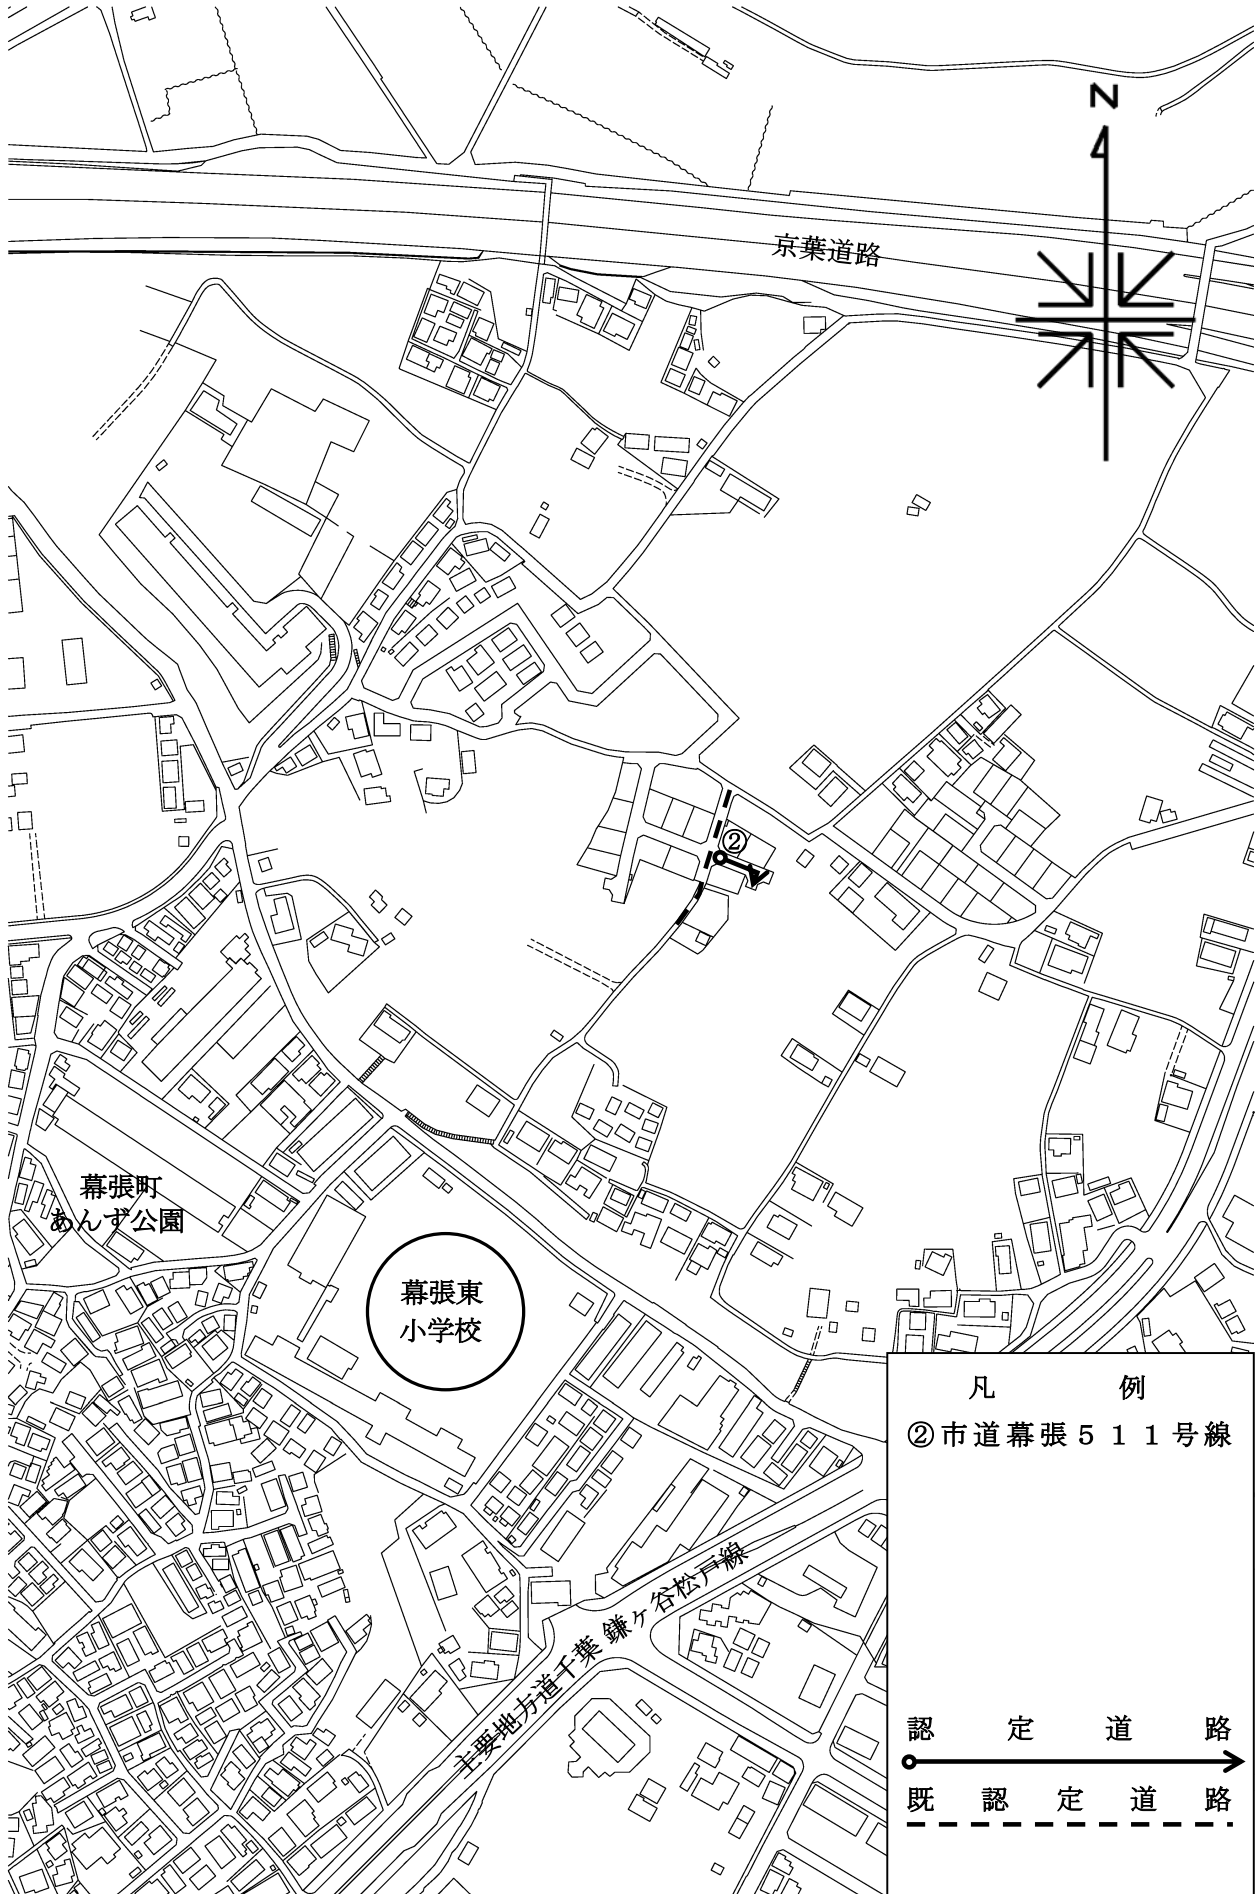 N
京葉道路
②
幕張町
あんず公園
幕張東
小学校
主要地方道千葉鎌ヶ谷松戸線
凡例
②市道幕張５１１号線
認定道路
既認定道路